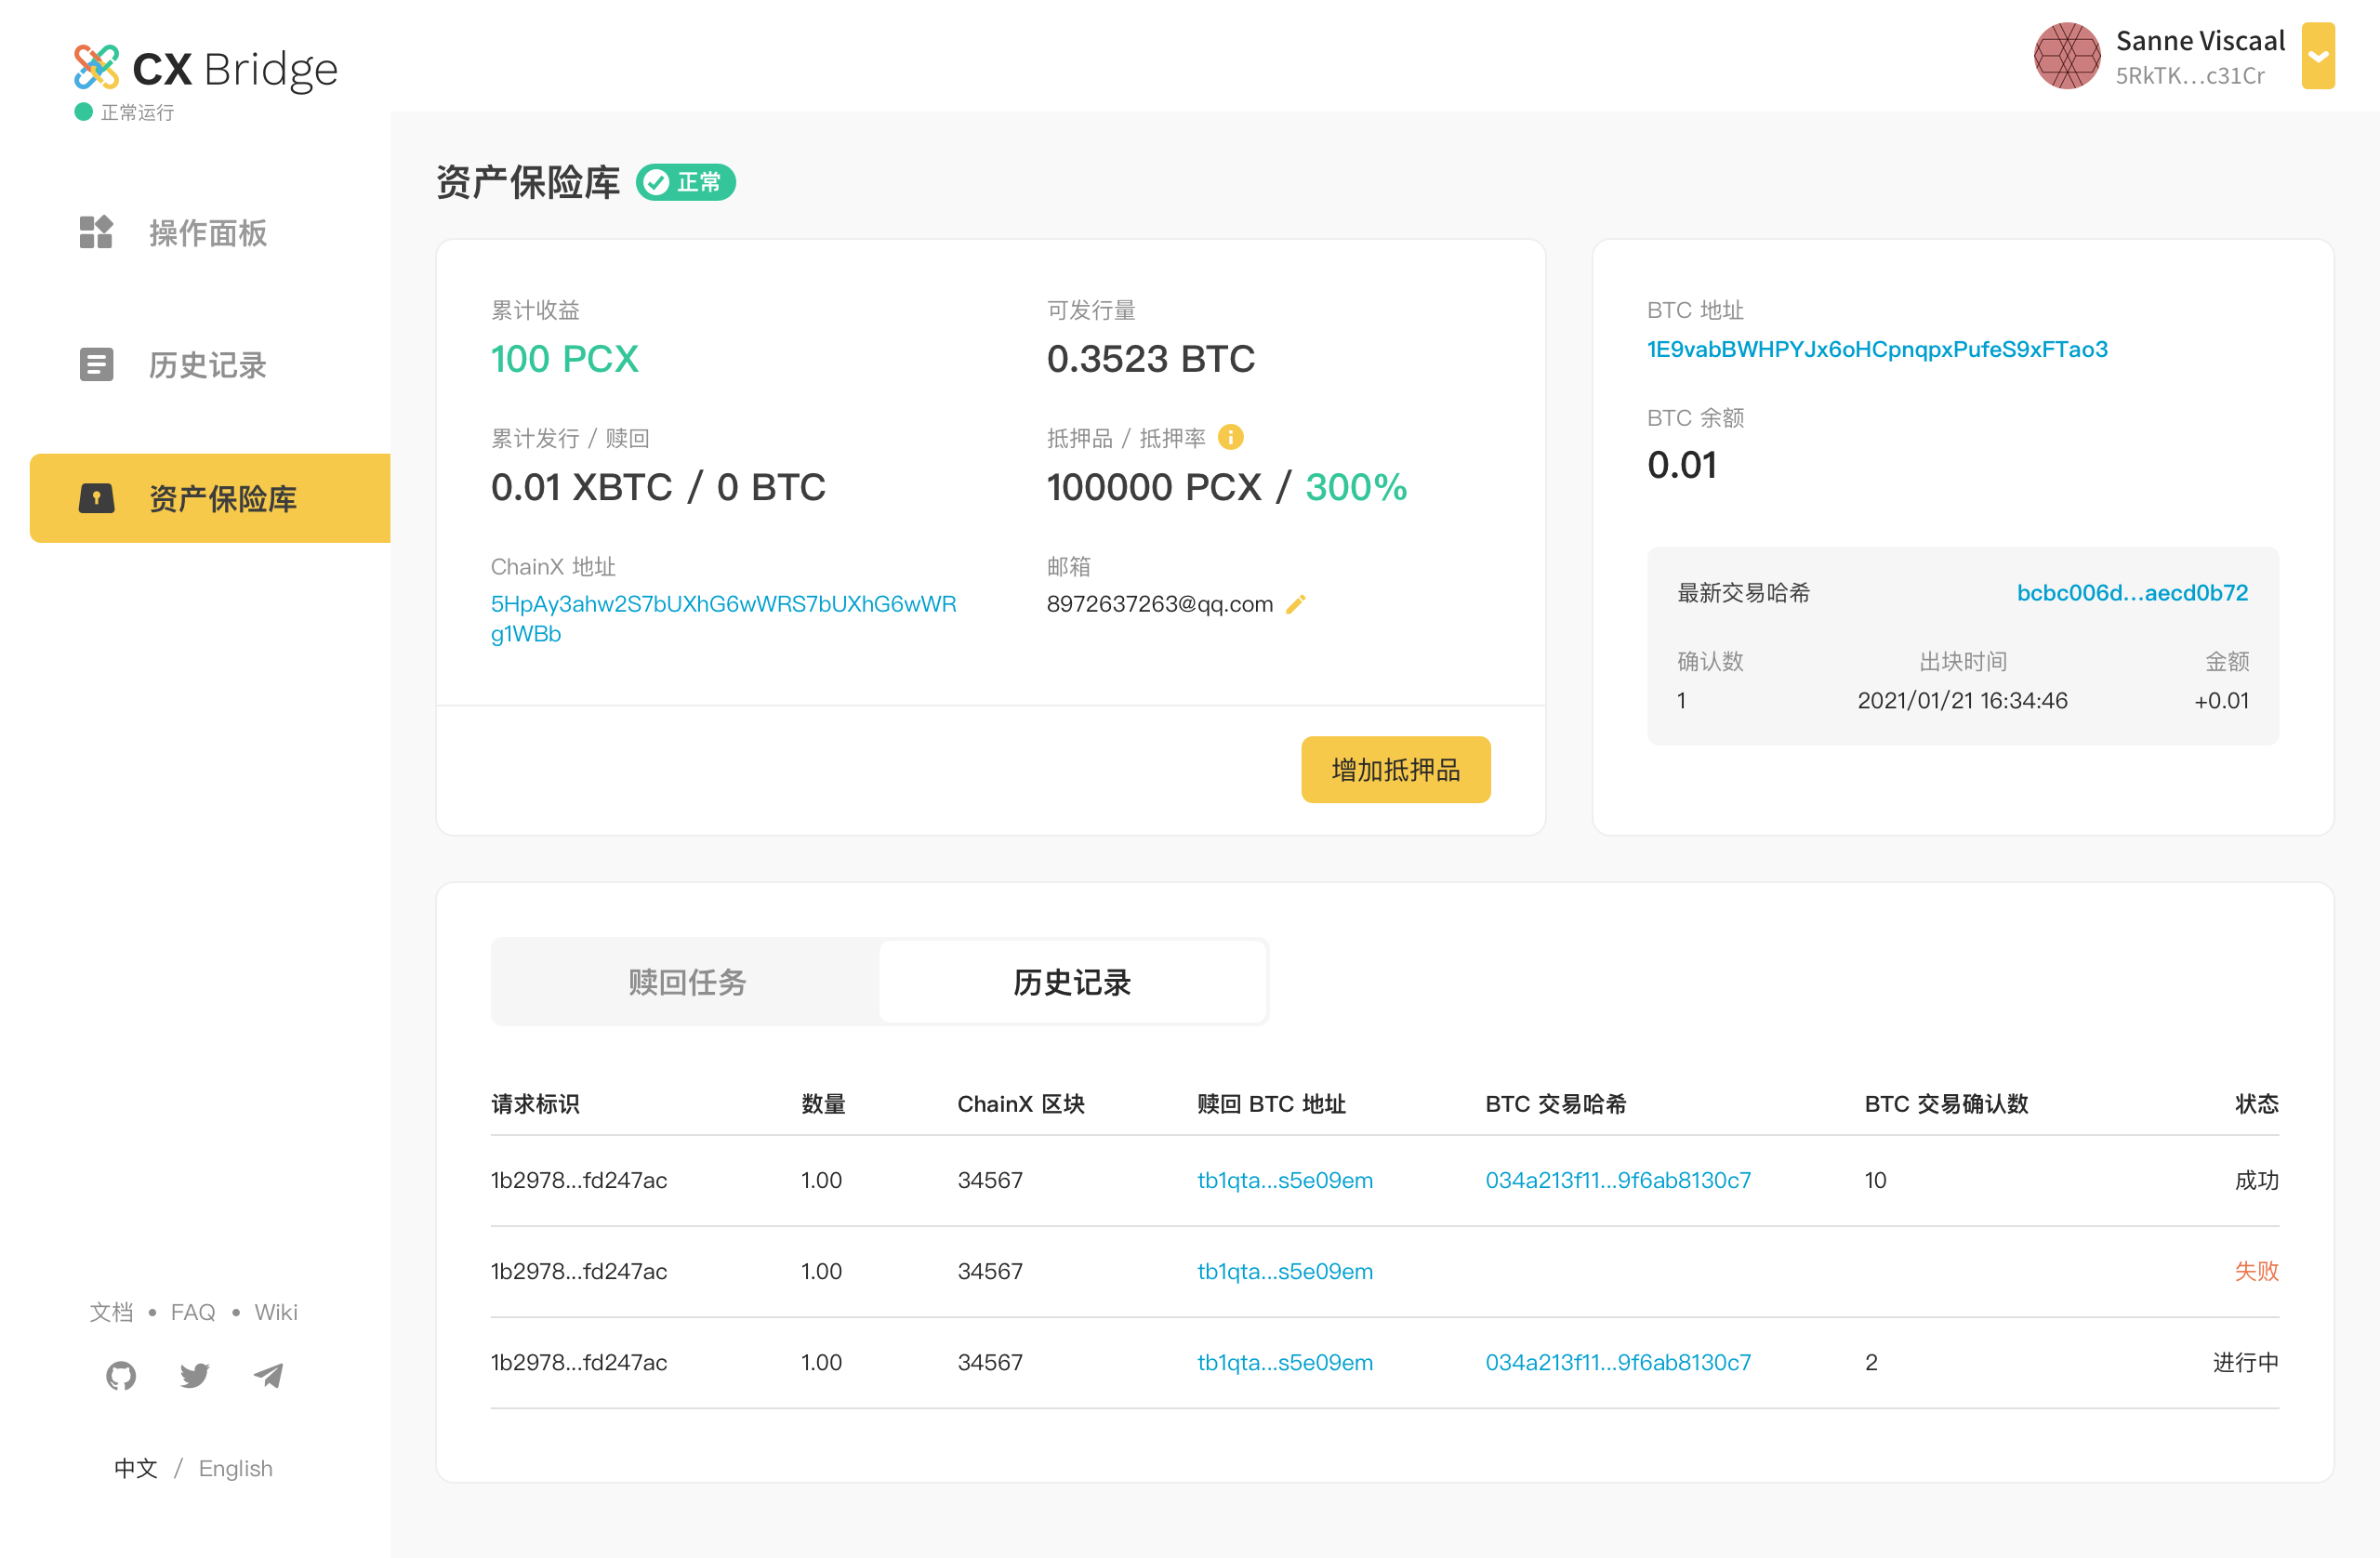 CX Bridge
正常运行
Sanne Viscaal
5RkTK...c31Cr
操作面板
历史记录
资产保险库
文档 • FAQ • Wiki
中文 / English
资产保险库 正常
累计收益
100 PCX
可发行量
0.3523 BTC
累计发行 / 赎回
0.01 XBTC / 0 BTC
抵押品 / 抵押率
100000 PCX / 300%
ChainX 地址
5HpAy3ahw2S7bUXhG6wWRS7bUXhG6wWR
g1WBb
邮箱
8972637263@qq.com
增加抵押品
BTC 地址
1E9vabBWHPYJx6oHCpnqpxPufeS9xFTao3
BTC 余额
0.01
最新交易哈希 bcbc006d...aecd0b72
确认数 出块时间 金额
1 2021/01/21 16:34:46 +0.01
赎回任务 历史记录
请求标识 数量 ChainX 区块 赎回 BTC 地址 BTC 交易哈希 BTC 交易确认数 状态
1b2978...fd247ac 1.00 34567 tb1qta...s5e09em 034a213f11...9f6ab8130c7 10 成功
1b2978...fd247ac 1.00 34567 tb1qta...s5e09em 失败
1b2978...fd247ac 1.00 34567 tb1qta...s5e09em 034a213f11...9f6ab8130c7 2 进行中